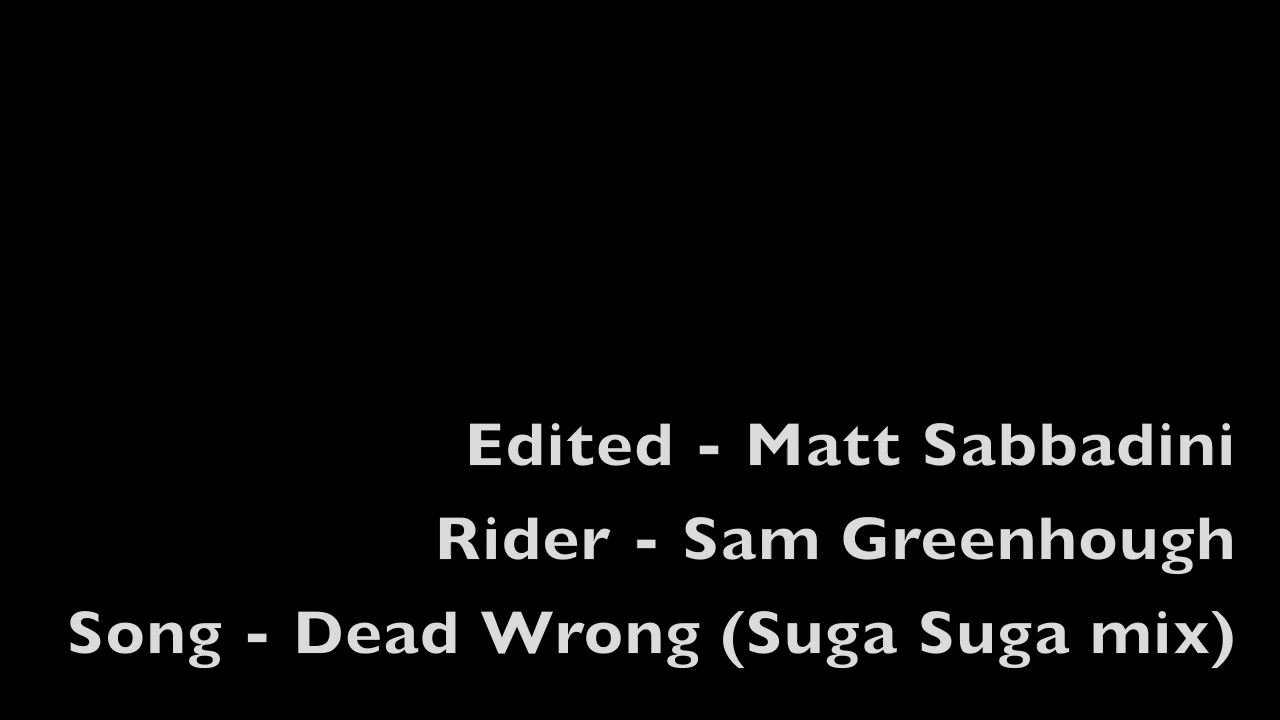 Edited - Matt Sabbadini
Rider - Sam Greenhough
Song - Dead Wrong (Suga Suga mix)